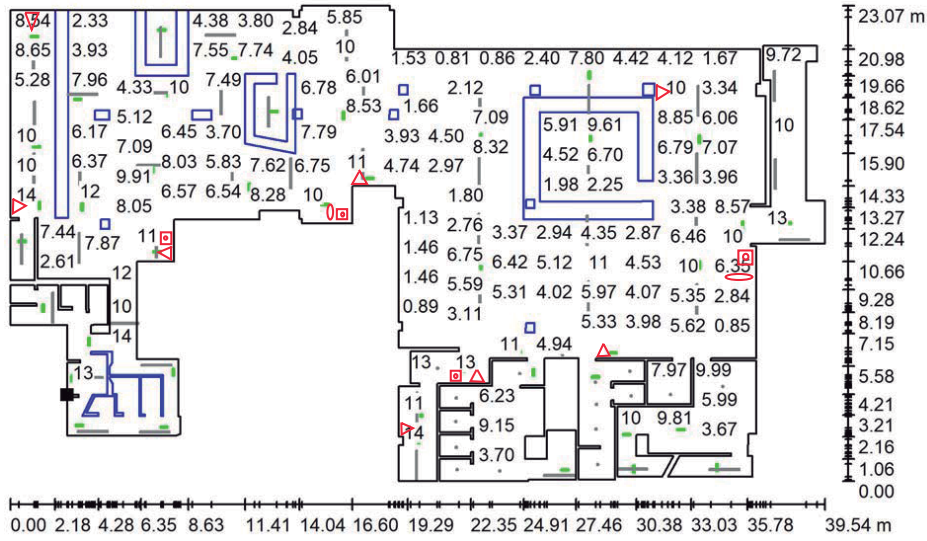 8.54 2.33 4.38 3.80 2.84 5.85 23.07 m
8.65 3.93 7.55 7.74 4.05 10 1.53 0.81 0.86 2.40 7.80 4.42 4.12 1.67 9.72 20.98
5.28 7.96 4.33 10 7.49 6.78 6.01 2.12 10 3.34 19.66
8.53 1.66 18.62
10 6.17 5.12 6.45 3.70 7.79 3.93 4.50 7.09 5.91 9.61 8.85 6.06 10 17.54
7.09 8.32 6.79 7.07
10 6.37 9.91 8.03 5.83 7.62 6.75 11 4.74 2.97 4.52 6.70 3.36 3.96 15.90
14 12 8.05 6.57 6.54 8.28 10 1.80 1.98 2.25 14.33
3.38 8.57 13 13.27
7.44 7.87 11 1.13 2.76 3.37 2.94 4.35 2.87 6.46 10 12.24
2.61 12 1.46 6.75 6.42 5.12 11 4.53 10 6.35 10.66
10 1.46 5.59 5.31 4.02 5.97 4.07 5.35 2.84 9.28
14 0.89 3.11 5.33 3.98 5.62 0.85 8.19
11 4.94 7.15
13 13 13 7.97 9.99 5.58
11 6.23 5.99 4.21
14 9.15 10 9.81 3.67 3.21
3.70 2.16
1.06
0.00
0.00 2.18 4.28 6.35 8.63 11.41 14.04 16.60 19.29 22.35 24.91 27.46 30.38 33.03 35.78 39.54 m